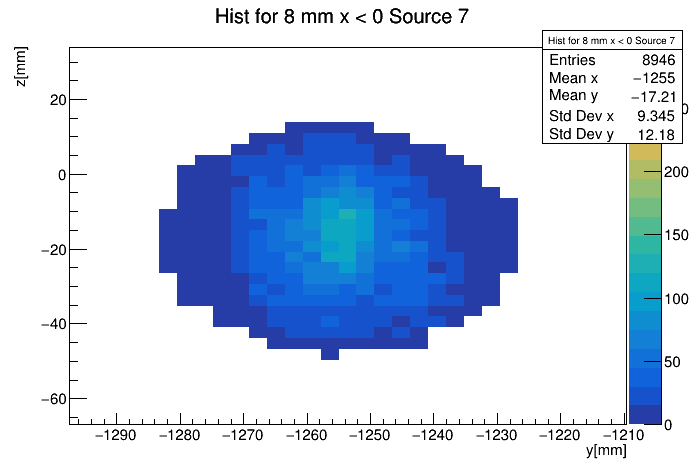 Hist for 8 mm x < 0 Source 7
Hist for 8 mm x < 0 Source 7
Entries 8946
Mean x −1255
Mean y −17.21
Std Dev x 9.345
Std Dev y 12.18
z[mm]
20
0
−20
−40
−60
−1290 −1280 −1270 −1260 −1250 −1240 −1230 −1220 −1210
y[mm]
0
200
150
100
50
0